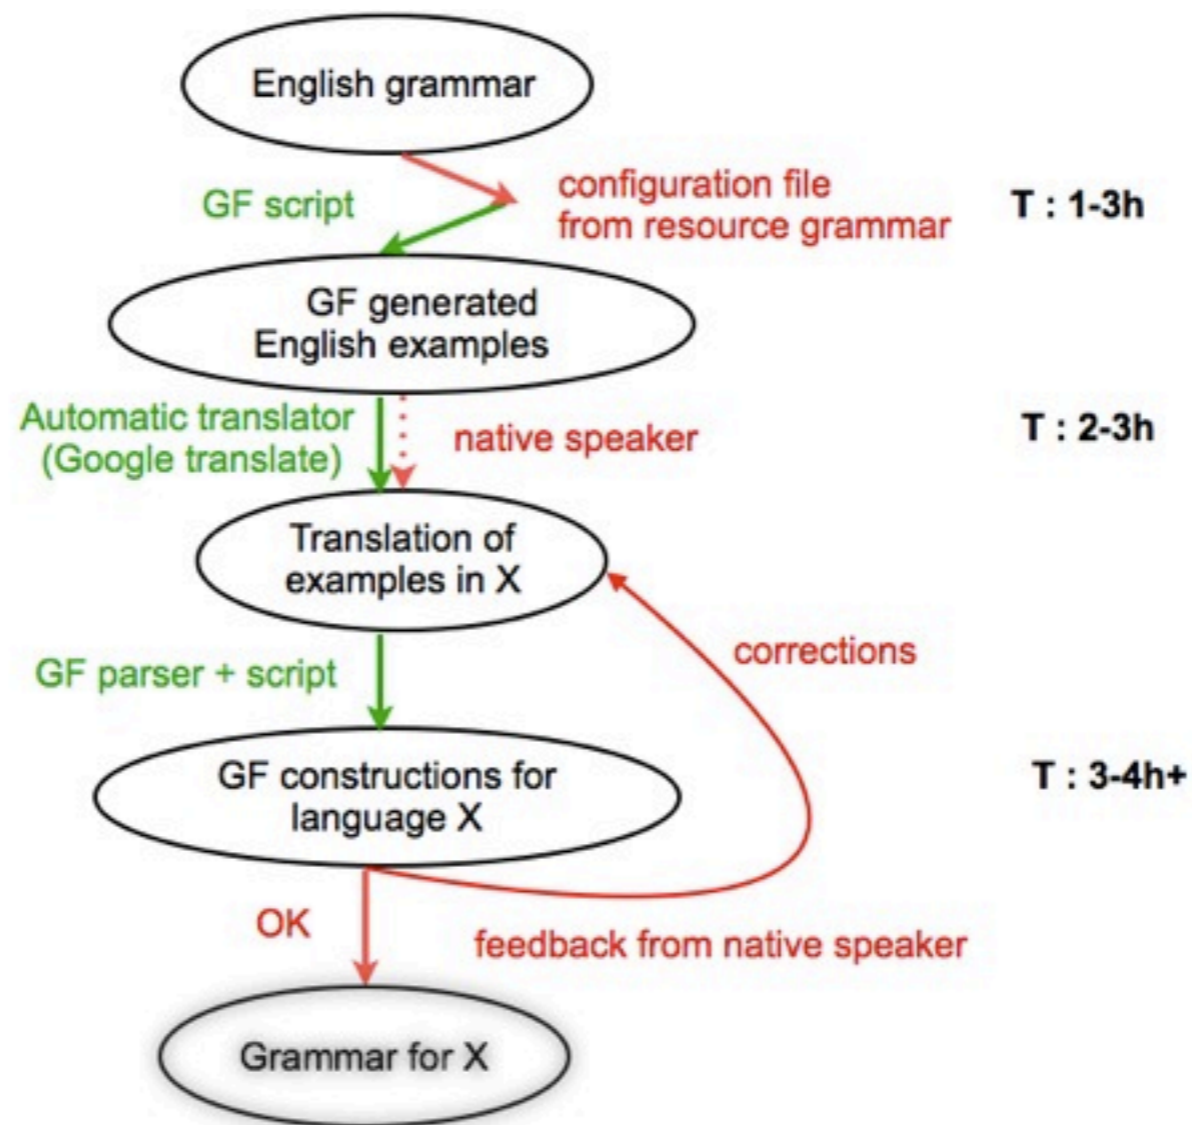 English grammar
GF script
configuration file
from resource grammar
T : 1-3h
GF generated
English examples
Automatic translator
(Google translate)
native speaker
T : 2-3h
Translation of
examples in X
GF parser + script
corrections
GF constructions for
language X
T : 3-4h+
OK
feedback from native speaker
Grammar for X